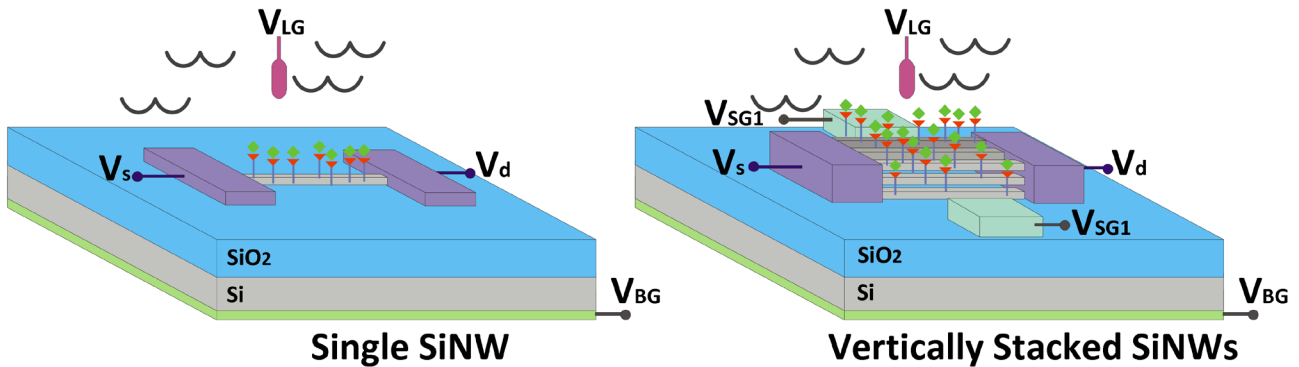 VLG
Vs
Vd
SiO2
Si
VBG
Single SiNW
VLG
VSG1
Vs
Vd
VSG1
SiO2
Si
VBG
Vertically Stacked SiNWs